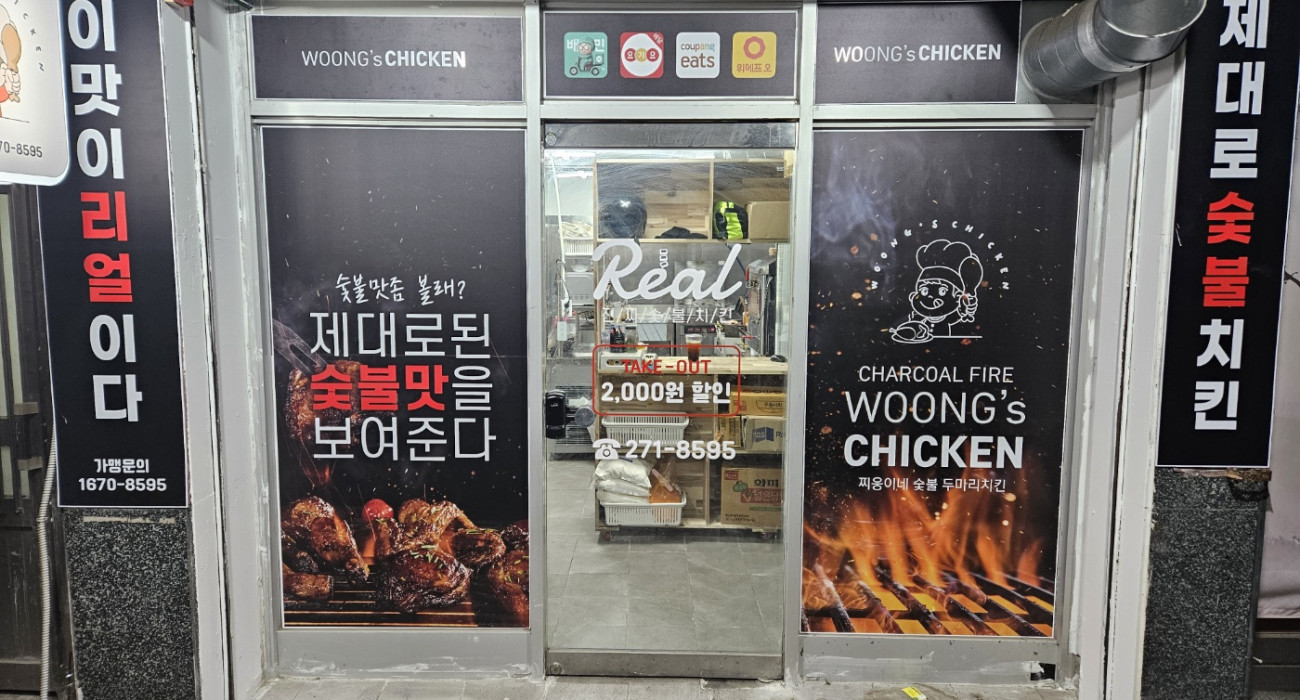 이맛이리얼이다
가맹문의
1670-8595
70-8595
WOONG's CHICKEN
배민
요기요
배달
coupang
eats
위메프오
WOONG's CHICKEN
숯불맛좀 볼래?
제대로된
숯불맛을
보여준다
Real
진/짜/숯/불/치/킨
TAKE-OUT
2,000원 할인
271-8595
WOONG'S CHICKEN
CHARCOAL FIRE
WOONG's
CHICKEN
찌웅이네 숯불 두마리치킨
제대로숯불치킨